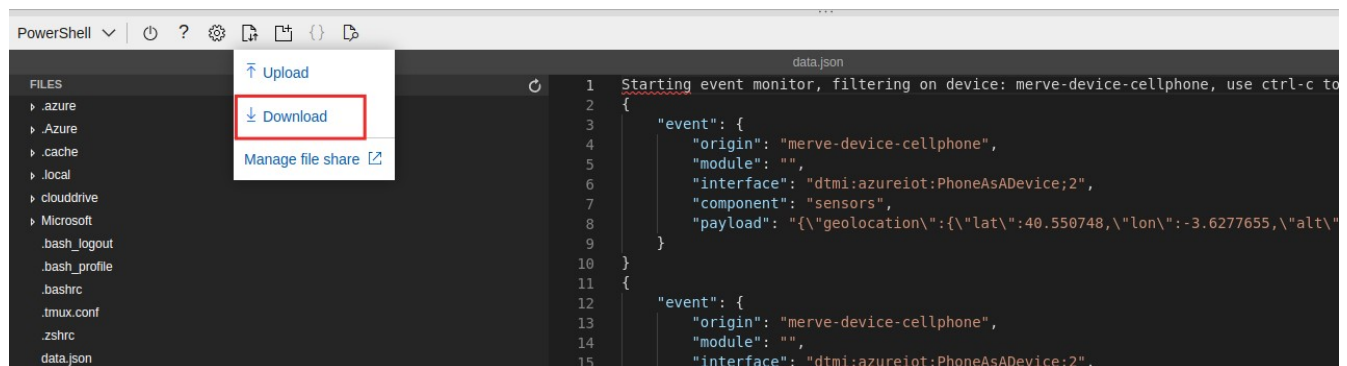 PowerShell
?
{}
Upload
Download
Manage file share
FILES
.azure
.Azure
.cache
.local
clouddrive
Microsoft
.bash_logout
.bash_profile
.bashrc
.tmux.conf
.zshrc
data.json
data.json
1 Starting event monitor, filtering on device: merve-device-cellphone, use ctrl-c to
2 {
3 "event": {
4 "origin": "merve-device-cellphone",
5 "module": "",
6 "interface": "dtmi:azureiot:PhoneAsADevice;2",
7 "component": "sensors",
8 "payload": "{\"geolocation\":{\"lat\":40.550748,\"lon\":-3.6277655,\"alt\"
9 }
10 }
11 {
12 "event": {
13 "origin": "merve-device-cellphone",
14 "module": "",
15 "interface": "dtmi:azureiot:PhoneAsADevice;2",